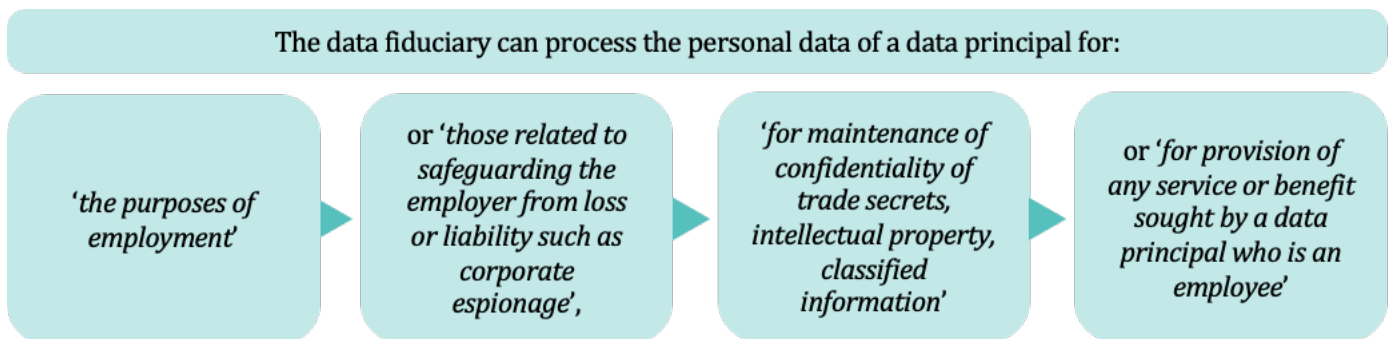 The data fiduciary can process the personal data of a data principal for:
‘the purposes of
employment’
or ‘those related to
safeguarding the
employer from loss
or liability such as
corporate
espionage’,
‘for maintenance of
confidentiality of
trade secrets,
intellectual property,
classified
information’
or ‘for provision of
any service or benefit
sought by a data
principal who is an
employee’